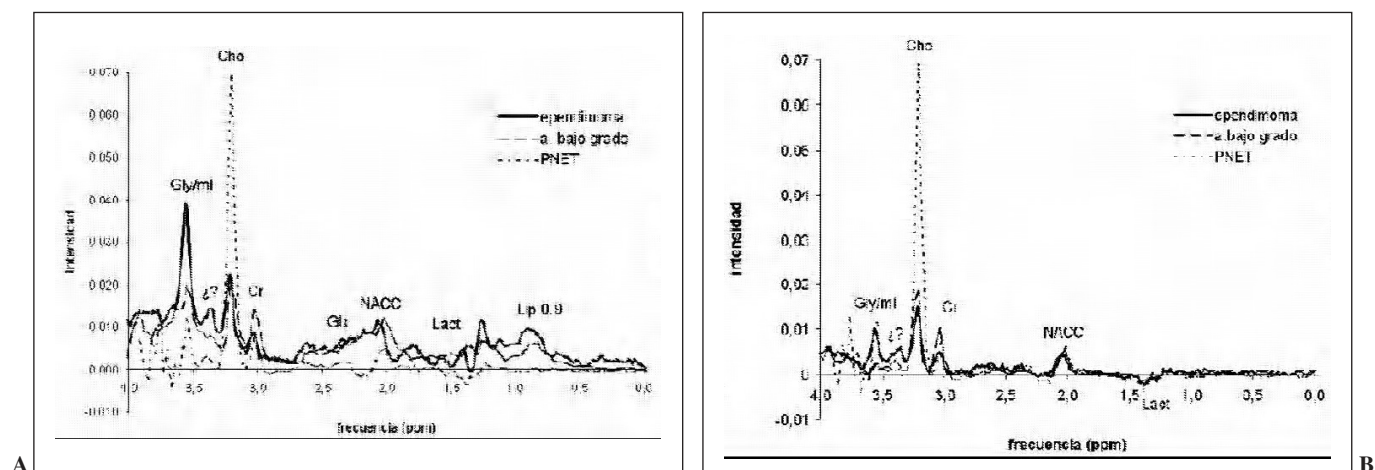 Cho
0.070
0.060
0.050
0.040
0.030
0.020
0.010
0.000
-0.010
Intensidad
ependimoma
a. bajo grado
PNET
Gly/mI
¿?
Cr
Glx
NACC
Lact
Lip 0.9
3,5
3,0
2,5
2,0
1,5
1,0
0,5
0,0
frecuencia (ppm)
A
Cho
0,07
0,06
0,05
0,04
0,03
0,02
0,01
0
-0,01
intensidad
ependimoma
a.bajo grado
PNET
Gly/mI
¿?
Cr
NACC
Lact
4,0
3,5
3,0
2,5
2,0
1,5
1,0
0,5
0,0
frecuencia (ppm)
B